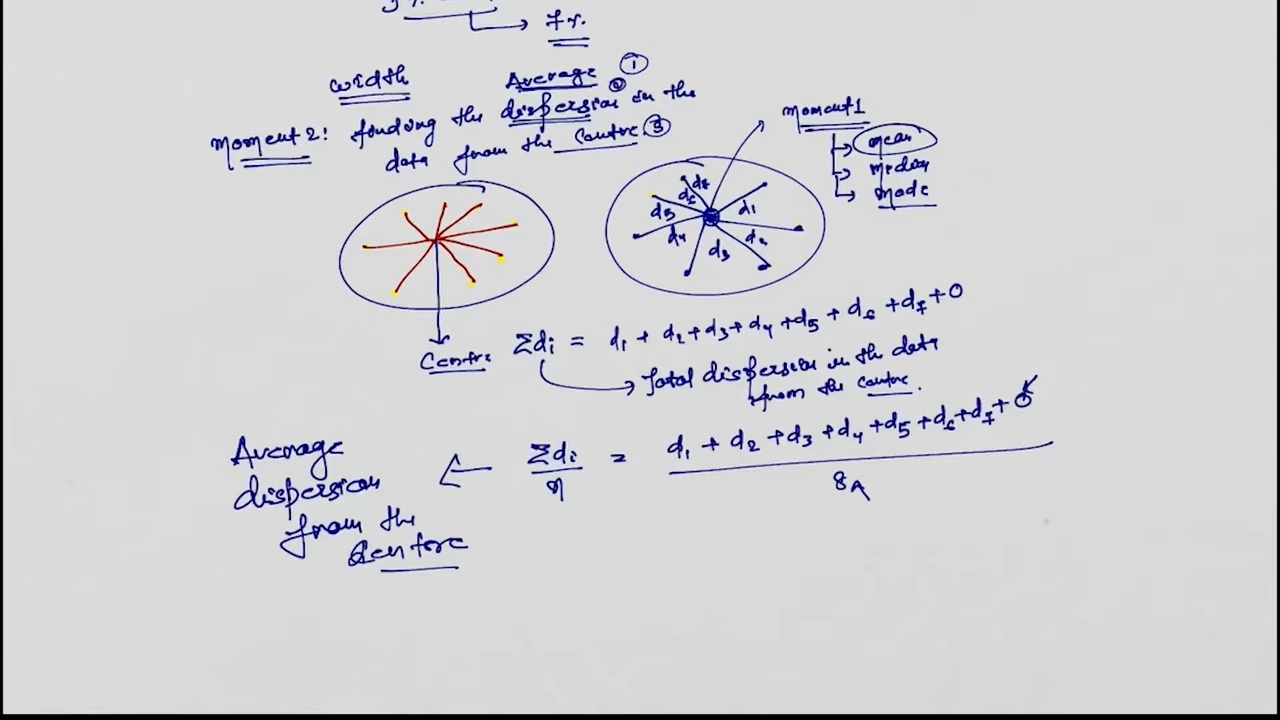 7%.
width
Average ①
Moment 2: finding the dispersion ② in the
data from the Centre ③
Moment 1
mean
median
mode
d1
d2
d3
d4
d5
d6
d7
Centre
Σdi = d1 + d2 + d3 + d4 + d5 + d6 + d7 + 0
Total dispersion in the data
from the centre.
Average
dispersion
from the
Centre
Σdi / n = d1 + d2 + d3 + d4 + d5 + d6 + d7 + 0 / 8